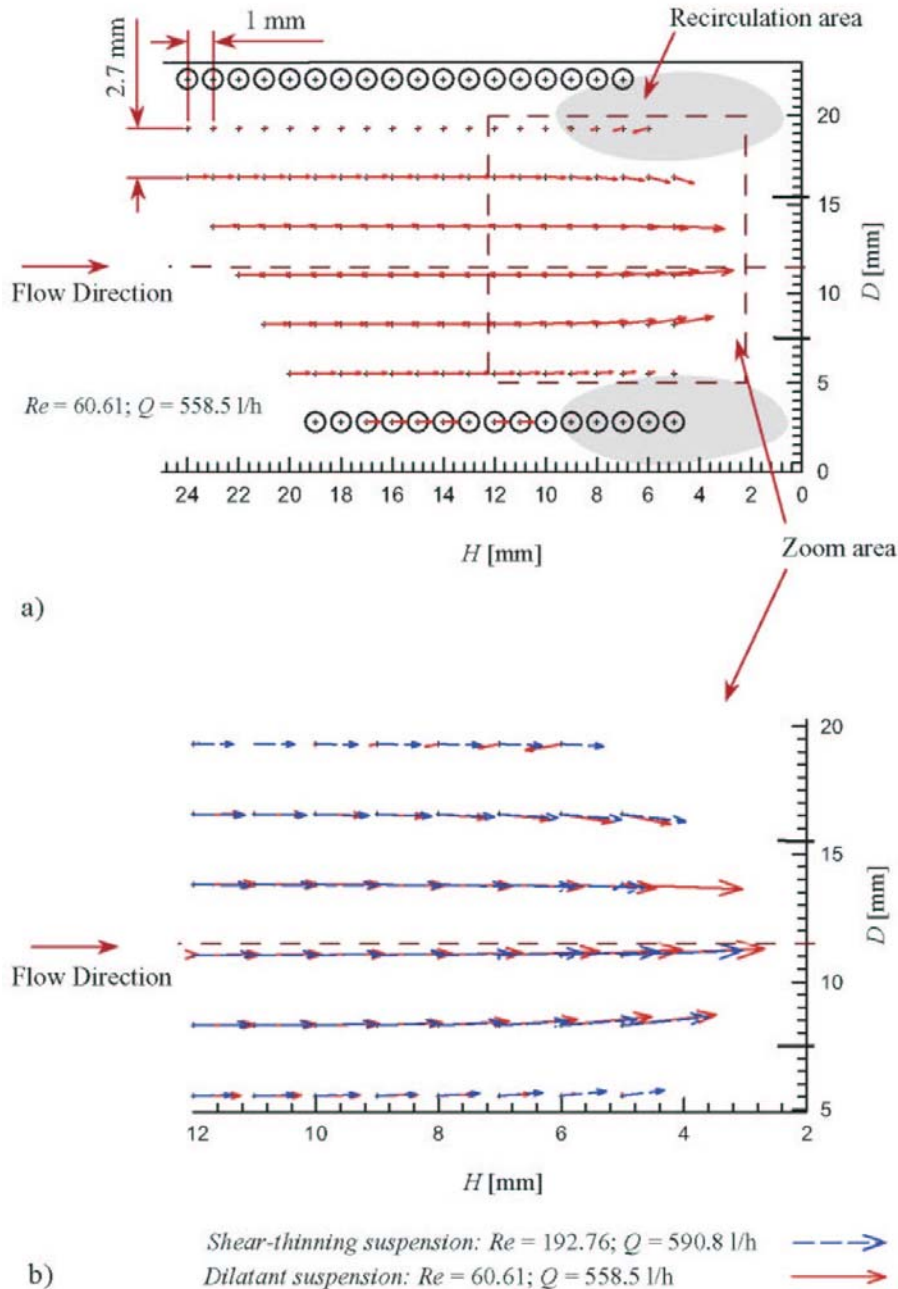 a)
1 mm
Recirculation area
2.7 mm
20
15
10
5
0
D [mm]
Flow Direction
Re = 60.61; Q = 558.5 l/h
24 22 20 18 16 14 12 10 8 6 4 2 0
H [mm]
Zoom area
a)
20
15
10
5
D [mm]
Flow Direction
12 10 8 6 4 2
H [mm]
Shear-thinning suspension: Re = 192.76; Q = 590.8 l/h
b) Dilatant suspension: Re = 60.61; Q = 558.5 l/h